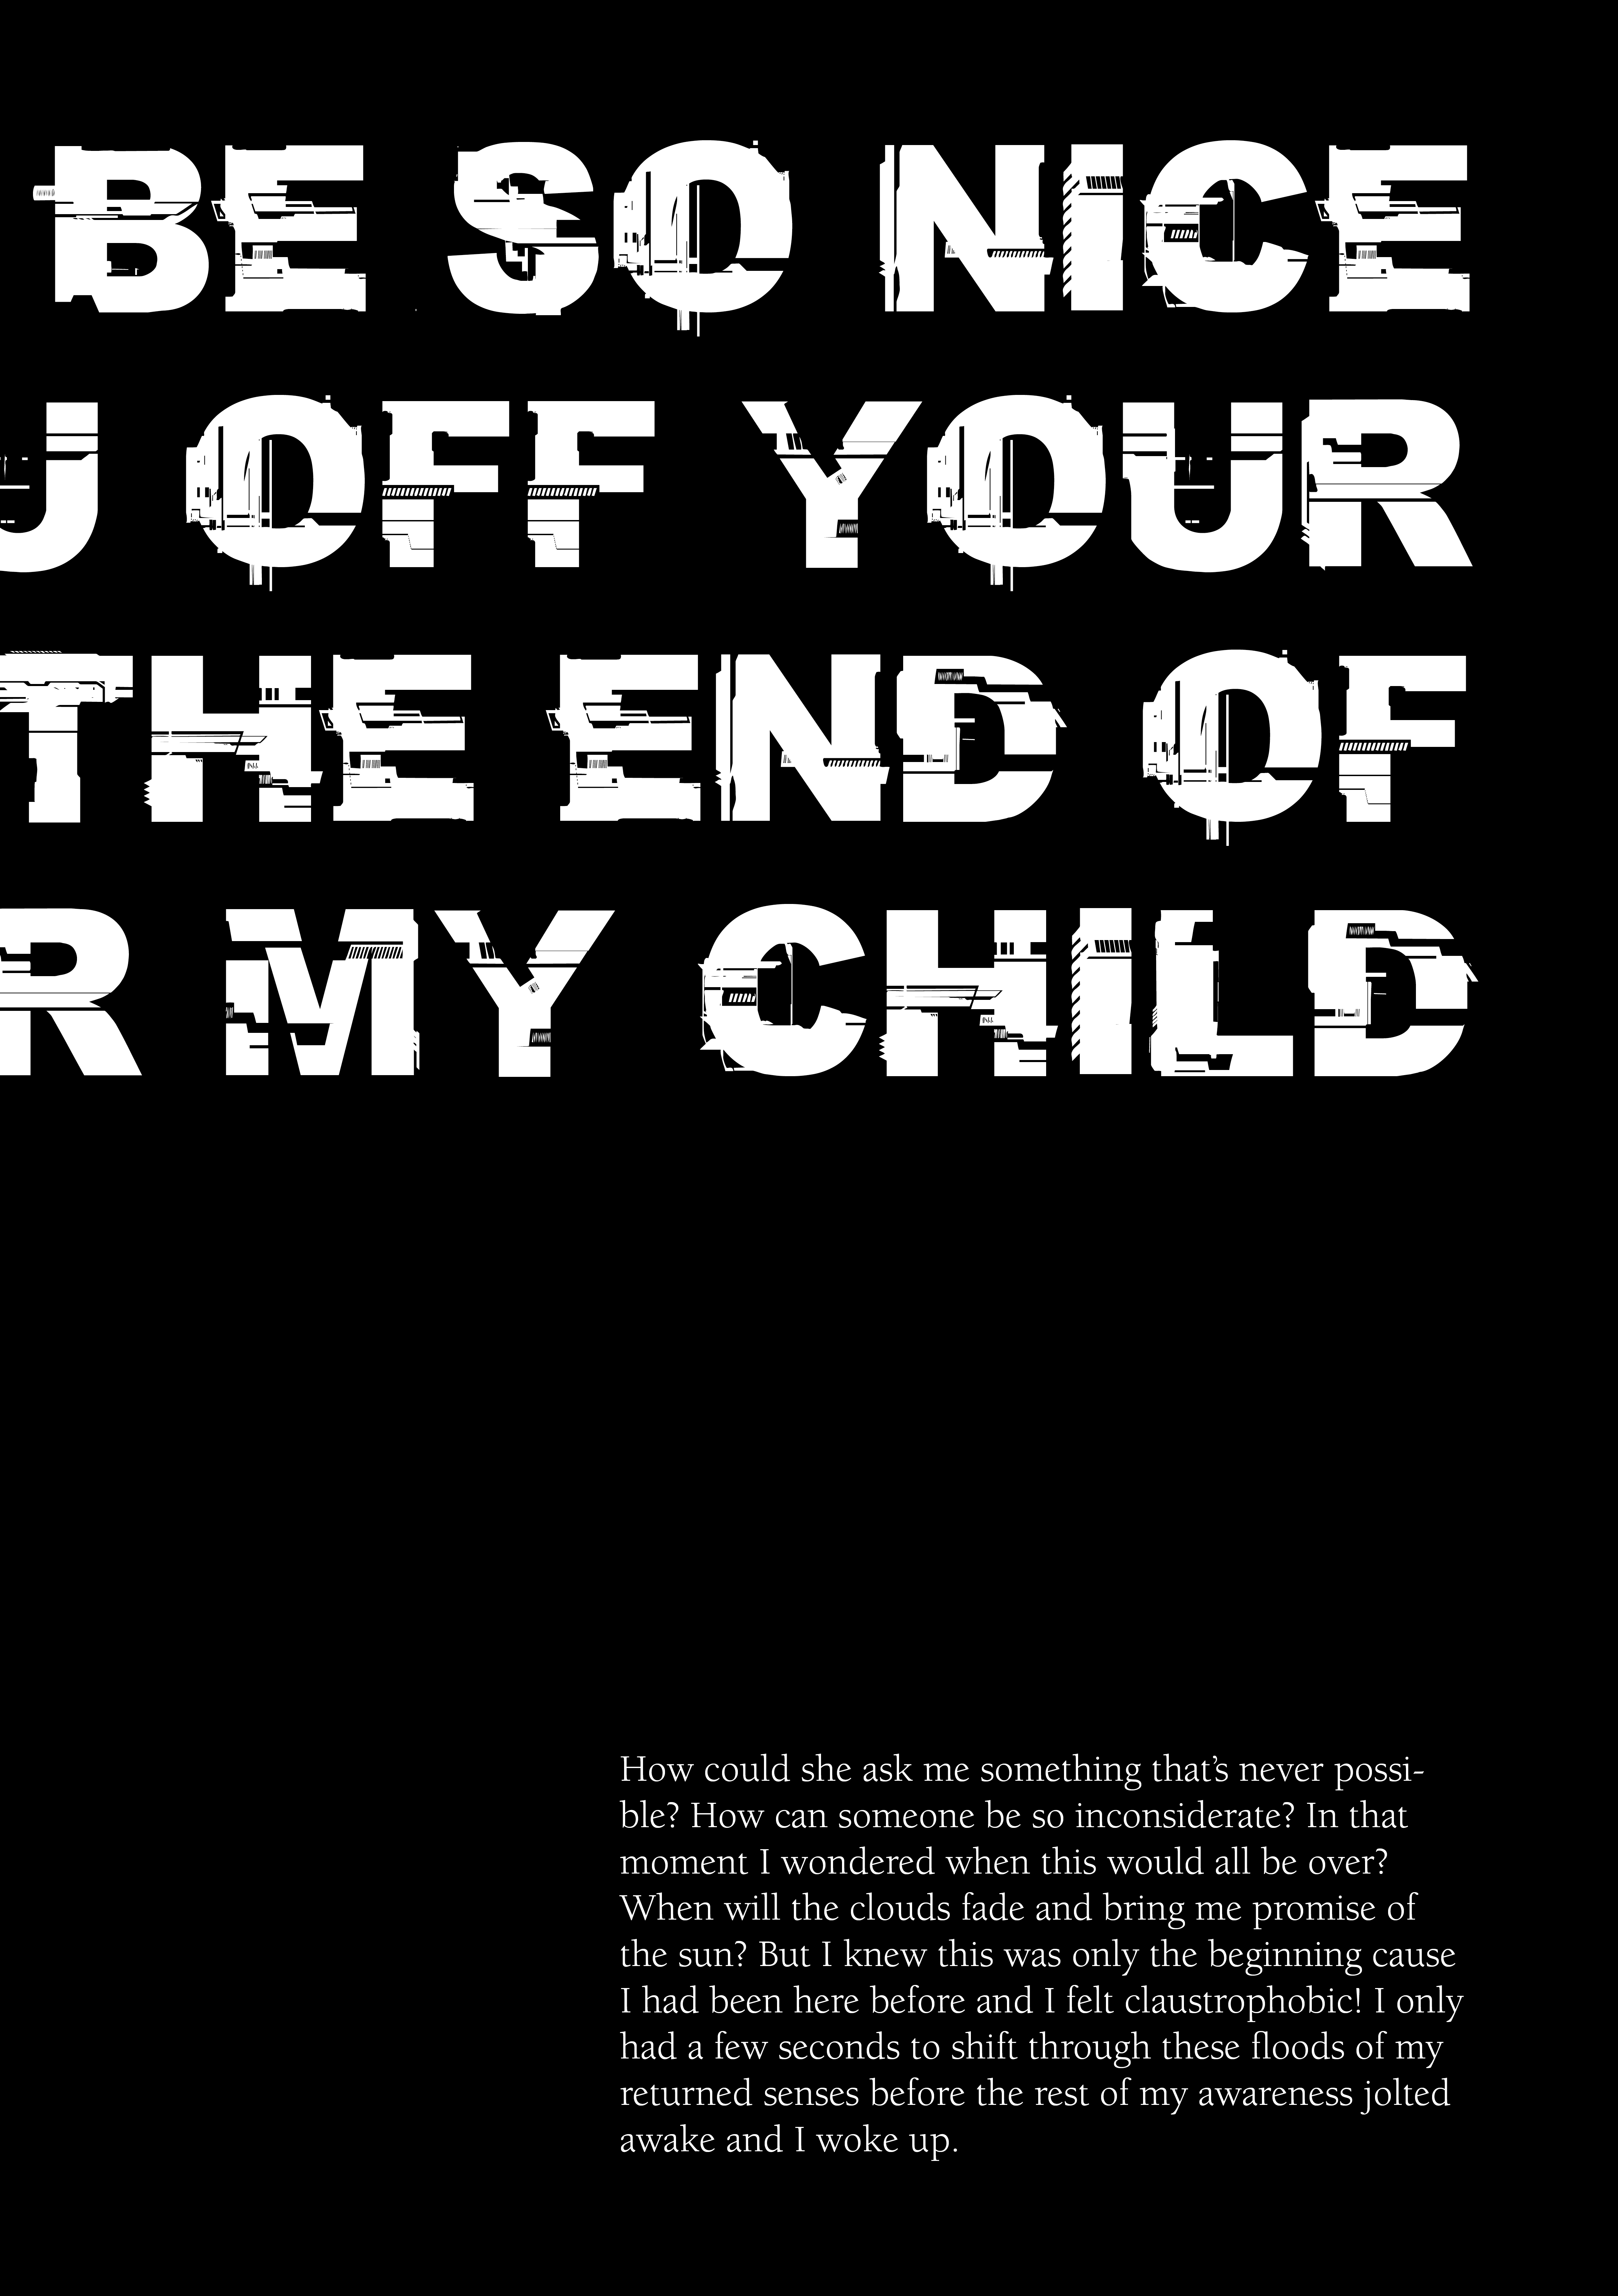 BE SO NICE
U OFF YOUR
THE END OF
R MY CHILD
How could she ask me something that’s never possi-
ble? How can someone be so inconsiderate? In that
moment I wondered when this would all be over?
When will the clouds fade and bring me promise of
the sun? But I knew this was only the beginning cause
I had been here before and I felt claustrophobic! I only
had a few seconds to shift through these floods of my
returned senses before the rest of my awareness jolted
awake and I woke up.